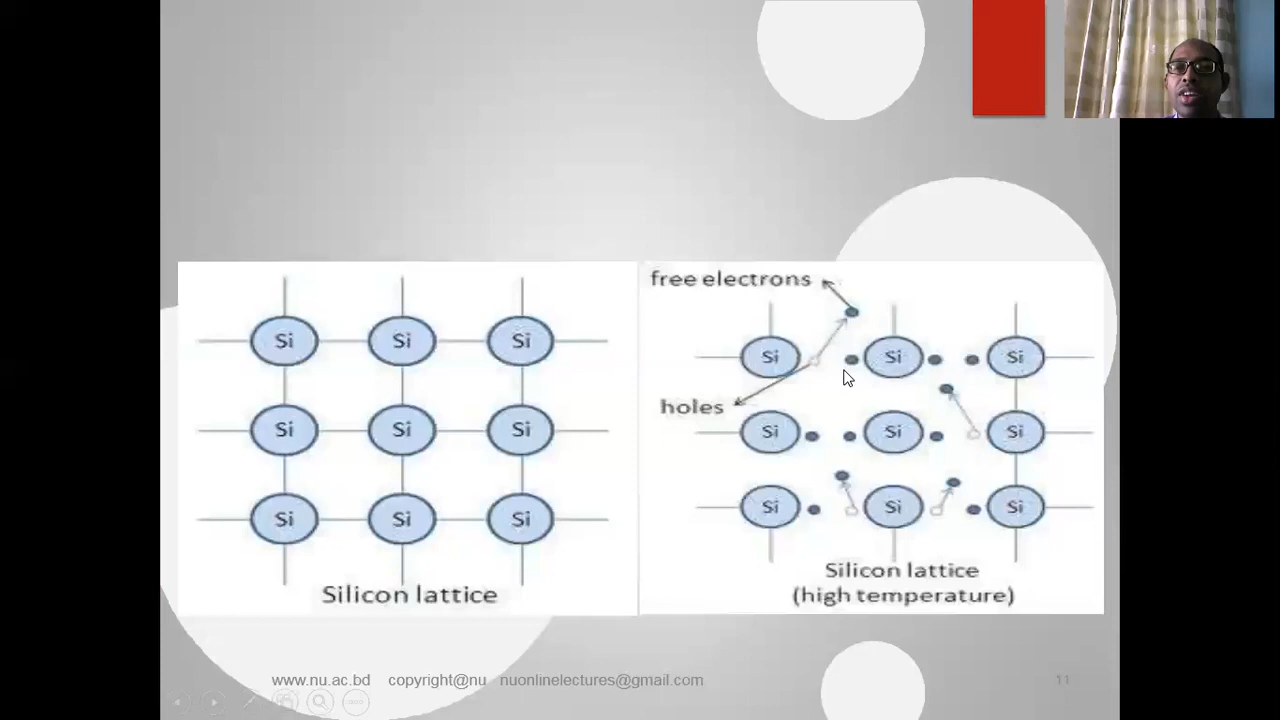 Si Si Si
Si Si Si
Si Si Si
Silicon lattice
free electrons
Si Si Si
holes
Si Si Si
Si Si Si
Silicon lattice
(high temperature)
www.nu.ac.bd copyright@nu nuonlinelectures@gmail.com 11